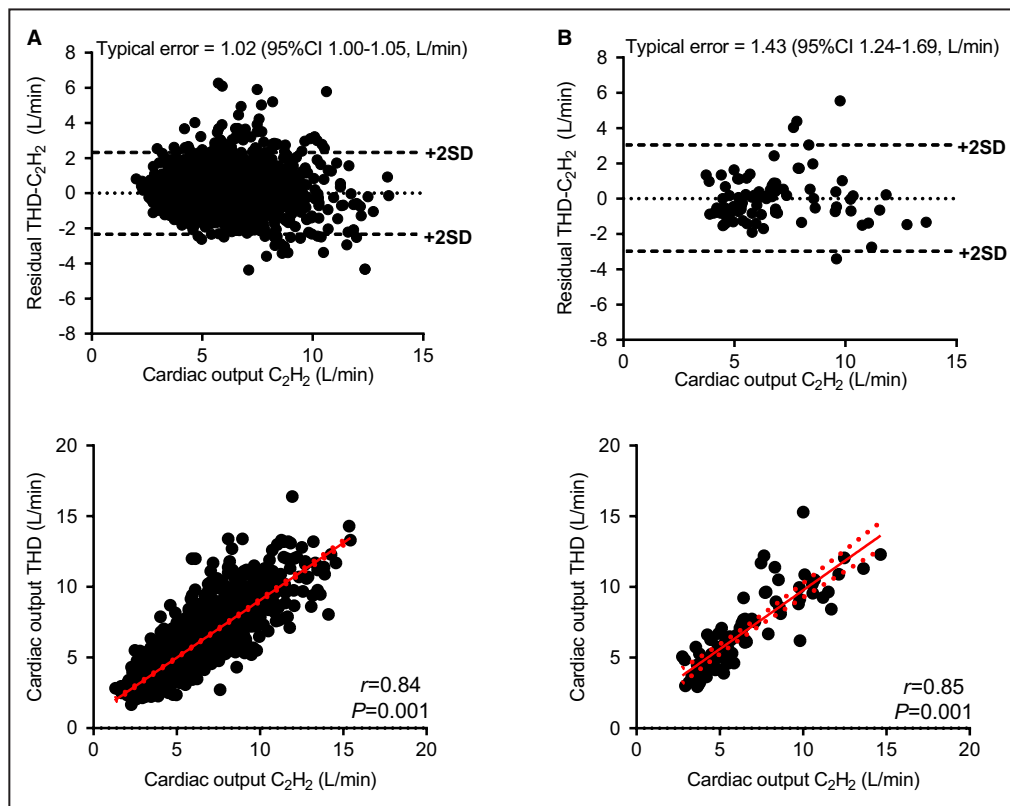 A
Typical error = 1.02 (95%CI 1.00-1.05, L/min)
Residual THD-C₂H₂ (L/min)
8
6
4
2
0
-2
-4
-6
-8
+2SD
+2SD
0
5
10
15
Cardiac output C₂H₂ (L/min)
B
Typical error = 1.43 (95%CI 1.24-1.69, L/min)
Residual THD-C₂H₂ (L/min)
8
6
4
2
0
-2
-4
-6
-8
+2SD
+2SD
0
5
10
15
Cardiac output C₂H₂ (L/min)
Cardiac output THD (L/min)
20
15
10
5
0
r=0.84
P=0.001
0
5
10
15
20
Cardiac output C₂H₂ (L/min)
Cardiac output THD (L/min)
20
15
10
5
0
r=0.85
P=0.001
0
5
10
15
20
Cardiac output C₂H₂ (L/min)